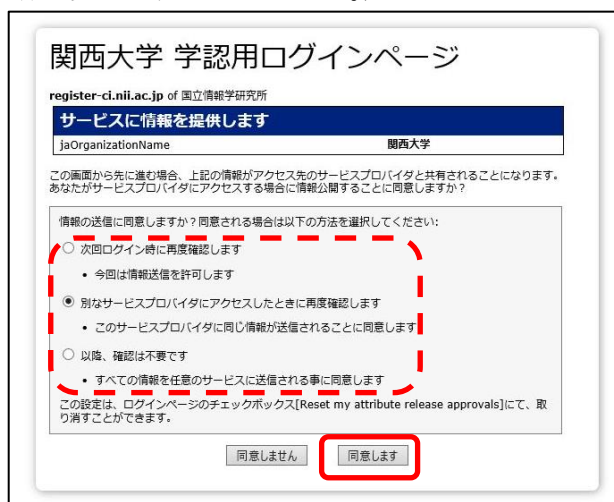 関西大学 学認用ログインページ
register-ci.nii.ac.jp of 国立情報学研究所
サービスに情報を提供します
jaOrganizationName 関西大学
この画面から先に進む場合、上記の情報がアクセス先のサービスプロバイダと共有されることになります。
あなたがサービスプロバイダにアクセスする場合に情報公開することに同意しますか？
情報の送信に同意しますか？同意される場合は以下の方法を選択してください:
次回ログイン時に再度確認します
• 今回は情報送信を許可します
別なサービスプロバイダにアクセスしたときに再度確認します
• このサービスプロバイダに同じ情報が送信されることに同意します
以降、確認は不要です
• すべての情報を任意のサービスに送信される事に同意します
この設定は、ログインページのチェックボックス[Reset my attribute release approvals]にて、取
り消すことができます。
同意しません 同意します